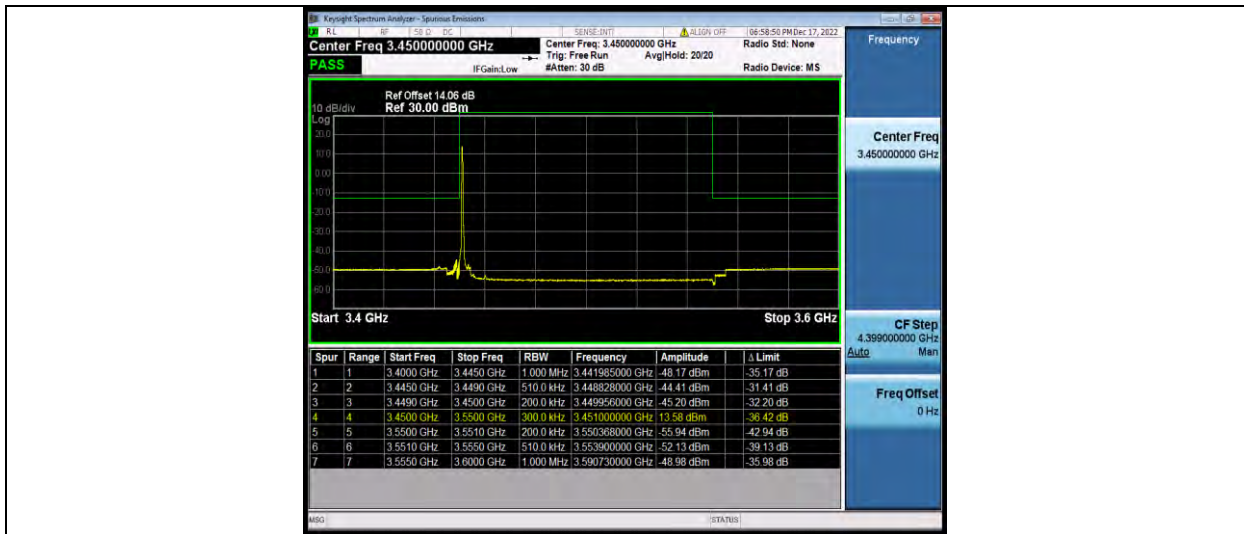 Keysight Spectrum Analyzer - Spurious Emissions
RL RF 50 Ω DC SENSE:INT ALIGN OFF 06:58:50 PM Dec 17, 2022
Center Freq 3.450000000 GHz Center Freq: 3.450000000 GHz Radio Std: None Frequency
Trig: Free Run Avg|Hold: 20/20
PASS IFGain:Low #Atten: 30 dB Radio Device: MS
Ref Offset 14.06 dB
10 dB/div Ref 30.00 dBm
Log
20.0
10.0
0.00
-10.0
-20.0
-30.0
-40.0
-50.0
-60.0
Start 3.4 GHz Stop 3.6 GHz
Center Freq
3.450000000 GHz
CF Step
4.399000000 GHz
Auto Man
Freq Offset
0 Hz
Spur Range Start Freq Stop Freq RBW Frequency Amplitude Δ Limit
1 1 3.4000 GHz 3.4450 GHz 1.000 MHz 3.441985000 GHz -48.17 dBm -35.17 dB
2 2 3.4450 GHz 3.4490 GHz 510.0 kHz 3.448828000 GHz -44.41 dBm -31.41 dB
3 3 3.4490 GHz 3.4500 GHz 200.0 kHz 3.449956000 GHz -45.20 dBm -32.20 dB
4 4 3.4500 GHz 3.5500 GHz 300.0 kHz 3.451000000 GHz 13.58 dBm -36.42 dB
5 5 3.5500 GHz 3.5510 GHz 200.0 kHz 3.550368000 GHz -55.94 dBm -42.94 dB
6 6 3.5510 GHz 3.5550 GHz 510.0 kHz 3.553900000 GHz -52.13 dBm -39.13 dB
7 7 3.5550 GHz 3.6000 GHz 1.000 MHz 3.590730000 GHz -48.98 dBm -35.98 dB
MSG STATUS